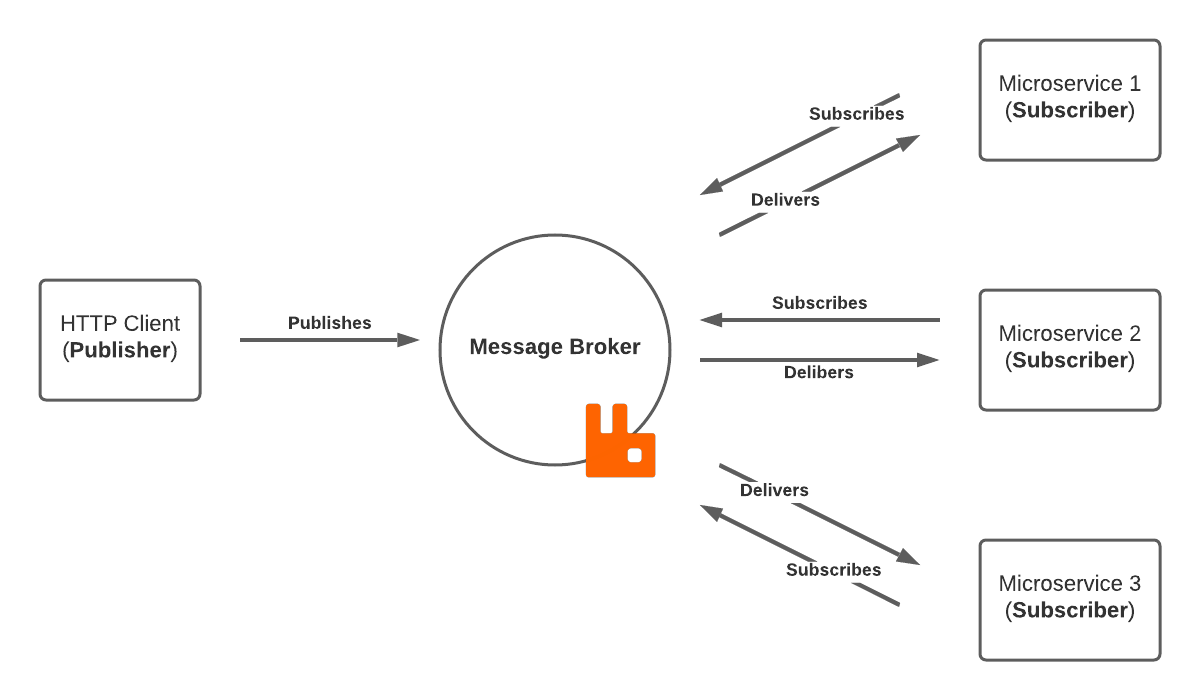 HTTP Client
(Publisher)
Publishes
Message Broker
Subscribes
Delivers
Microservice 1
(Subscriber)
Subscribes
Delibers
Microservice 2
(Subscriber)
Delivers
Subscribes
Microservice 3
(Subscriber)